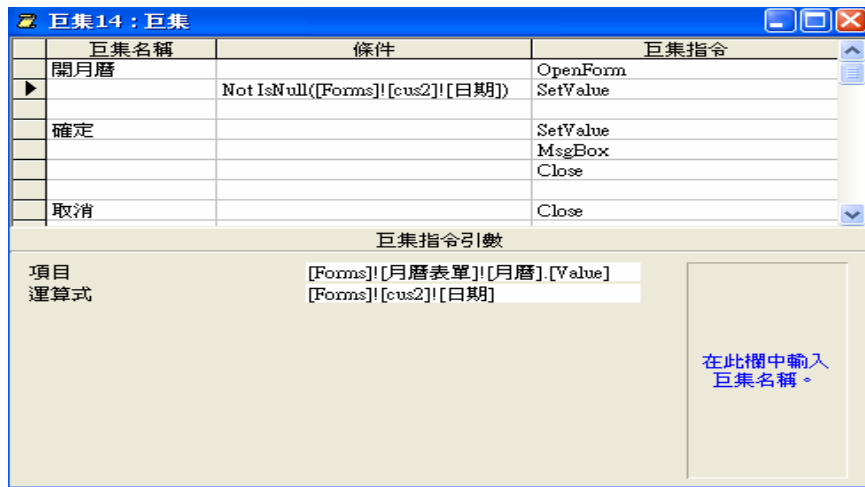 巨集14：巨集
巨集名稱 條件 巨集指令
開月曆 OpenForm
Not IsNull([Forms]![cus2]![日期]) SetValue
確定 SetValue
MsgBox
Close
取消 Close
巨集指令引數
項目 [Forms]![月曆表單]![月曆].[Value]
運算式 [Forms]![cus2]![日期]
在此欄中輸入
巨集名稱。